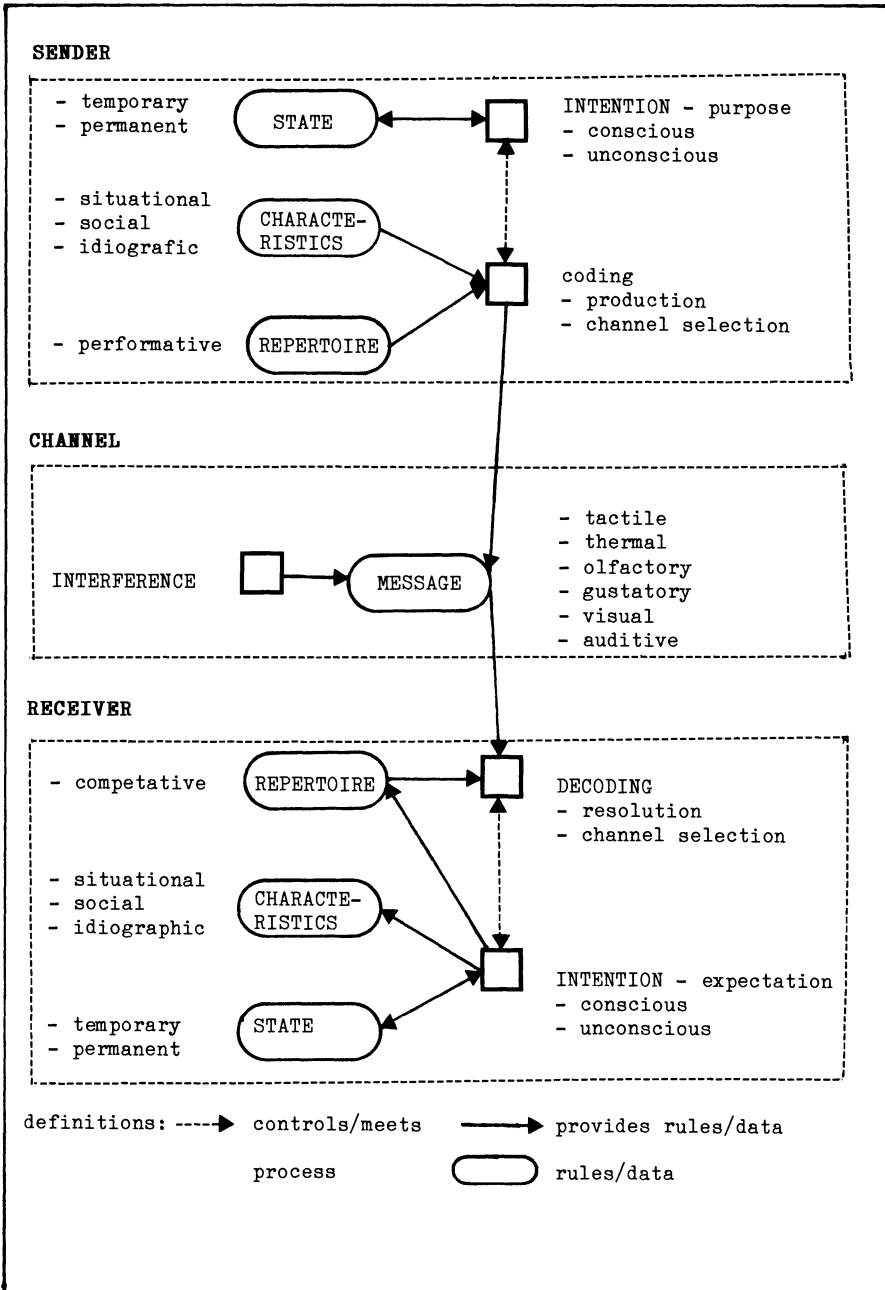 SENDER
- temporary
- permanent
STATE
INTENTION - purpose
- conscious
- unconscious
- situational
- social
- idiografic
CHARACTE-
RISTICS
coding
- production
- channel selection
- performative
REPERTOIRE
CHANNEL
INTERFERENCE
MESSAGE
- tactile
- thermal
- olfactory
- gustatory
- visual
- auditive
RECEIVER
- competative
REPERTOIRE
DECODING
- resolution
- channel selection
- situational
- social
- idiographic
CHARACTE-
RISTICS
INTENTION - expectation
- conscious
- unconscious
- temporary
- permanent
STATE
definitions: controls/meets provides rules/data
process rules/data